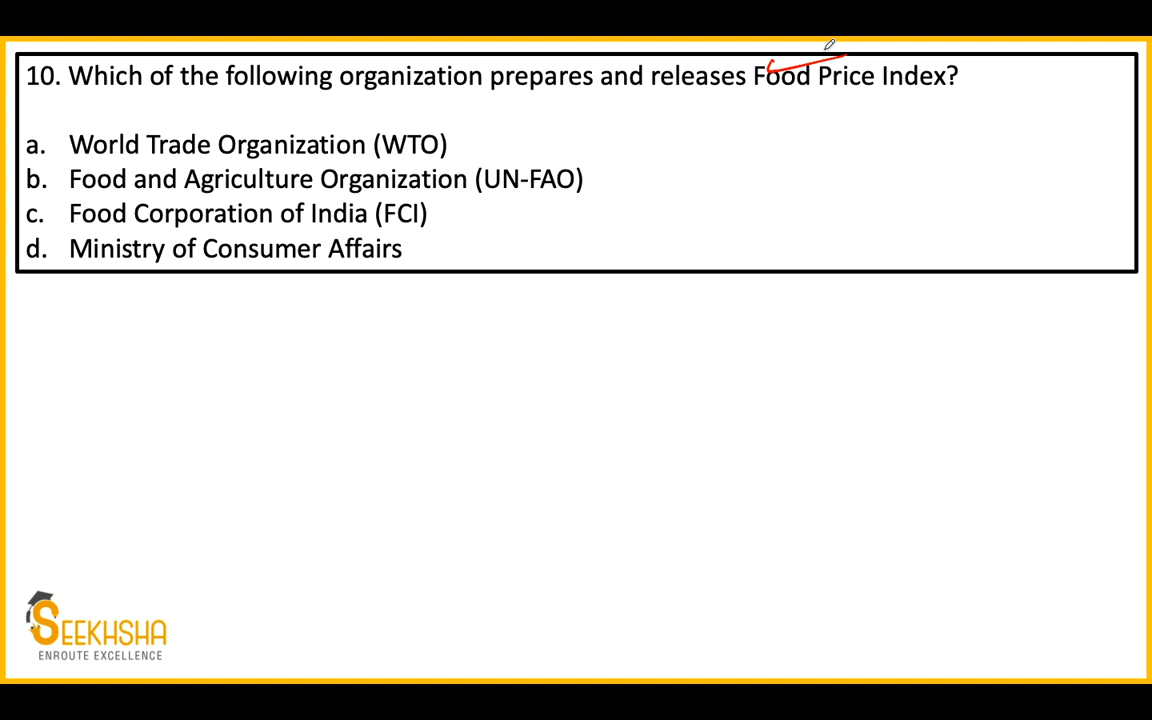 10. Which of the following organization prepares and releases Food Price Index?
a. World Trade Organization (WTO)
b. Food and Agriculture Organization (UN-FAO)
c. Food Corporation of India (FCI)
d. Ministry of Consumer Affairs
SEEKHSHA
ENROUTE EXCELLENCE